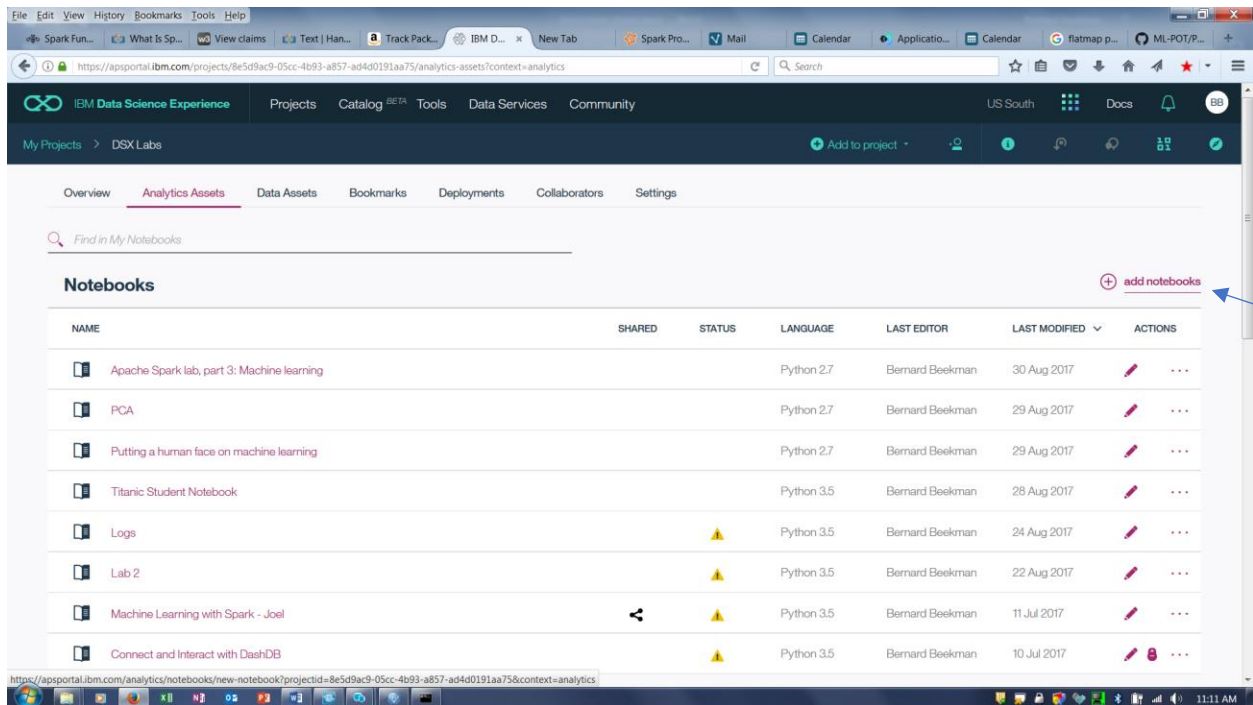 File Edit View History Bookmarks Tools Help
Spark Fun... What Is Sp... View claims Text | Han... Track Pack... IBM D... × New Tab Spark Pro... Mail Calendar Applicatio... Calendar flatmap p... ML-POT/P... +
https://apsportal.ibm.com/projects/8e5d9ac9-05cc-4b93-a857-ad4d0191aa75/analytics-assets?context=analytics Search
IBM Data Science Experience Projects Catalog BETA Tools Data Services Community US South Docs BB
My Projects > DSX Labs Add to project
Overview Analytics Assets Data Assets Bookmarks Deployments Collaborators Settings
Find in My Notebooks
Notebooks add notebooks
NAME SHARED STATUS LANGUAGE LAST EDITOR LAST MODIFIED ACTIONS
Apache Spark lab, part 3: Machine learning Python 2.7 Bernard Beekman 30 Aug 2017 ...
PCA Python 2.7 Bernard Beekman 29 Aug 2017 ...
Putting a human face on machine learning Python 2.7 Bernard Beekman 29 Aug 2017 ...
Titanic Student Notebook Python 3.5 Bernard Beekman 28 Aug 2017 ...
Logs Python 3.5 Bernard Beekman 24 Aug 2017 ...
Lab 2 Python 3.5 Bernard Beekman 22 Aug 2017 ...
Machine Learning with Spark - Joel Python 3.5 Bernard Beekman 11 Jul 2017 ...
Connect and Interact with DashDB Python 3.5 Bernard Beekman 10 Jul 2017 ...
https://apsportal.ibm.com/analytics/notebooks/new-notebook?projectid=8e5d9ac9-05cc-4b93-a857-ad4d0191aa75&context=analytics
11:11 AM